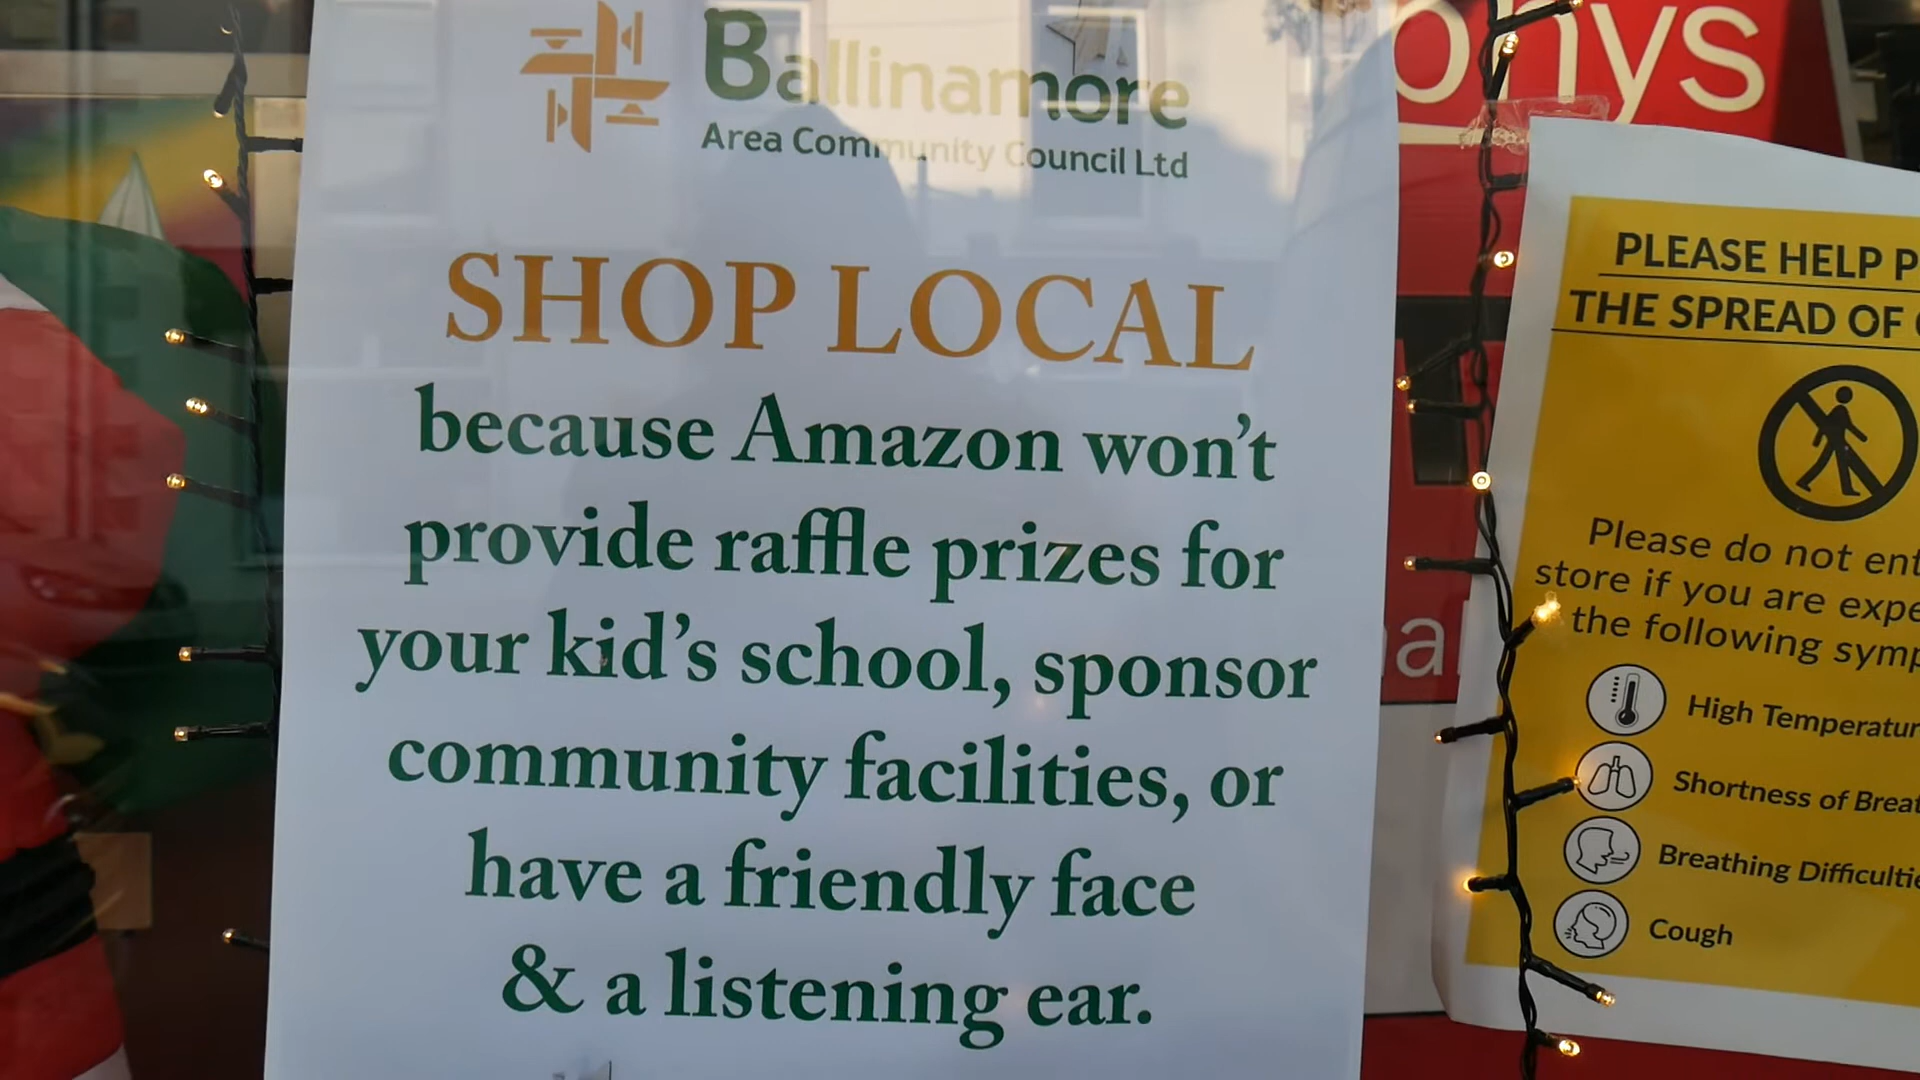 Ballinamore
Area Community Council Ltd
SHOP LOCAL
because Amazon won't
provide raffle prizes for
your kid's school, sponsor
community facilities, or
have a friendly face
& a listening ear.
PLEASE HELP
THE SPREAD OF
Please do not
store if you are
the following
High
Shortness of
Breathing
Cough